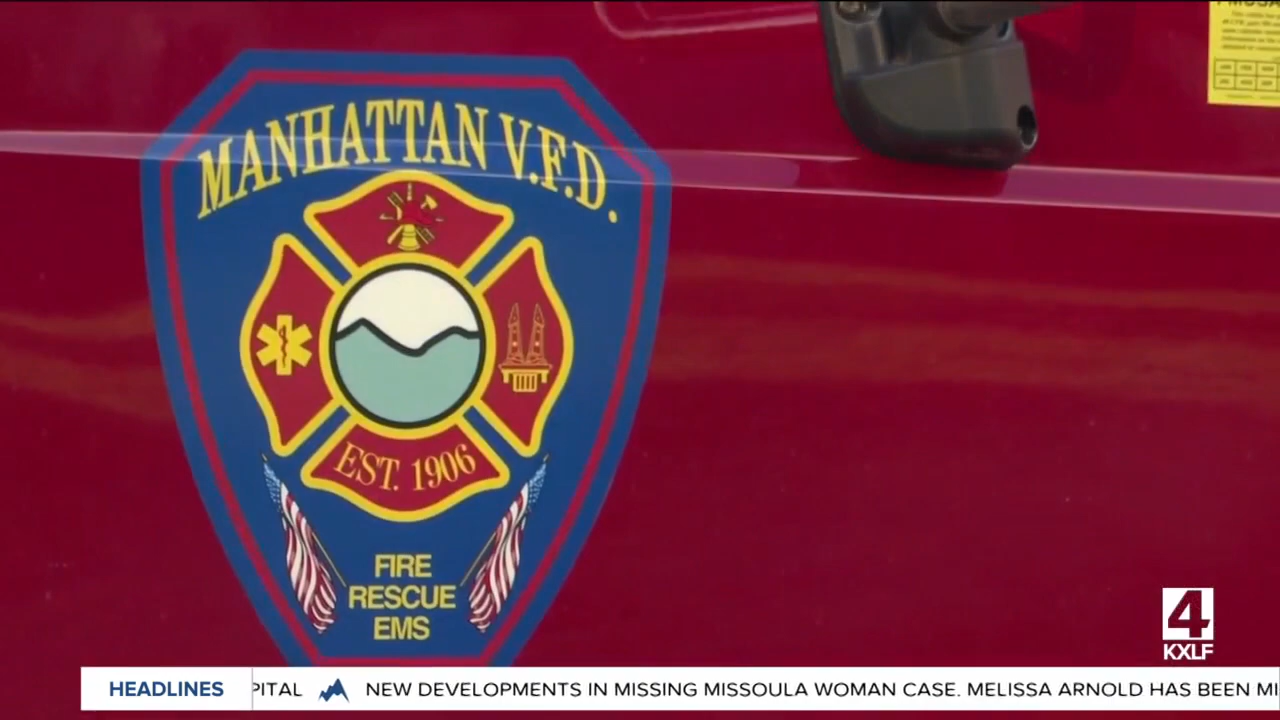 MANHATTAN V.F.D.
EST. 1906
FIRE
RESCUE
EMS
4
KXLF
HEADLINES
PITAL NEW DEVELOPMENTS IN MISSING MISSOULA WOMAN CASE. MELISSA ARNOLD HAS BEEN MI